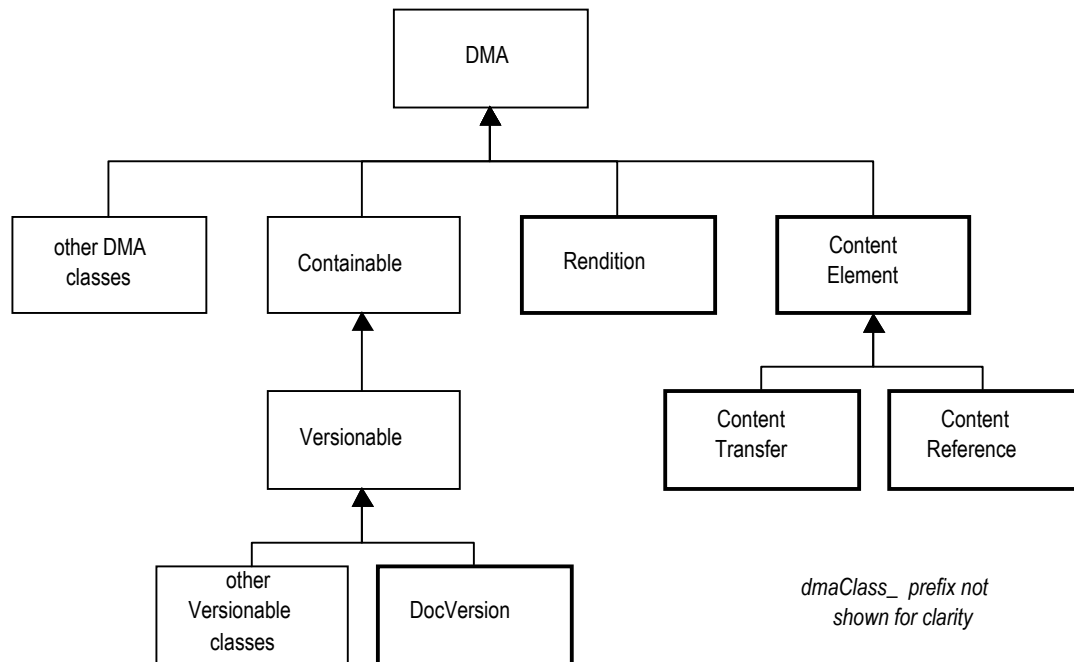 DMA
other DMA
classes
Containable
Rendition
Content
Element
Versionable
Content
Transfer
Content
Reference
other
Versionable
classes
DocVersion
dmaClass_ prefix not
shown for clarity